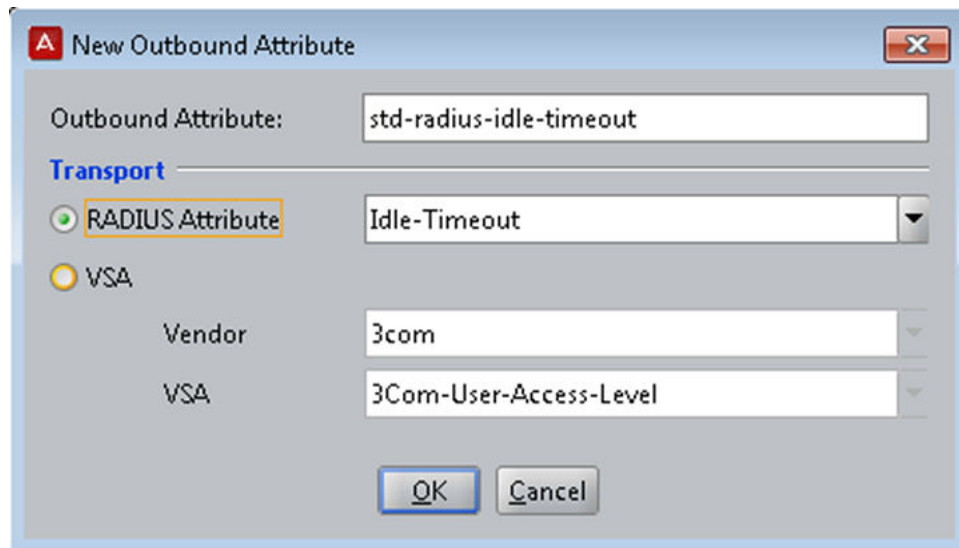 New Outbound Attribute
Outbound Attribute: std-radius-idle-timeout
Transport
RADIUS Attribute Idle-Timeout
VSA
Vendor 3com
VSA 3Com-User-Access-Level
OK Cancel